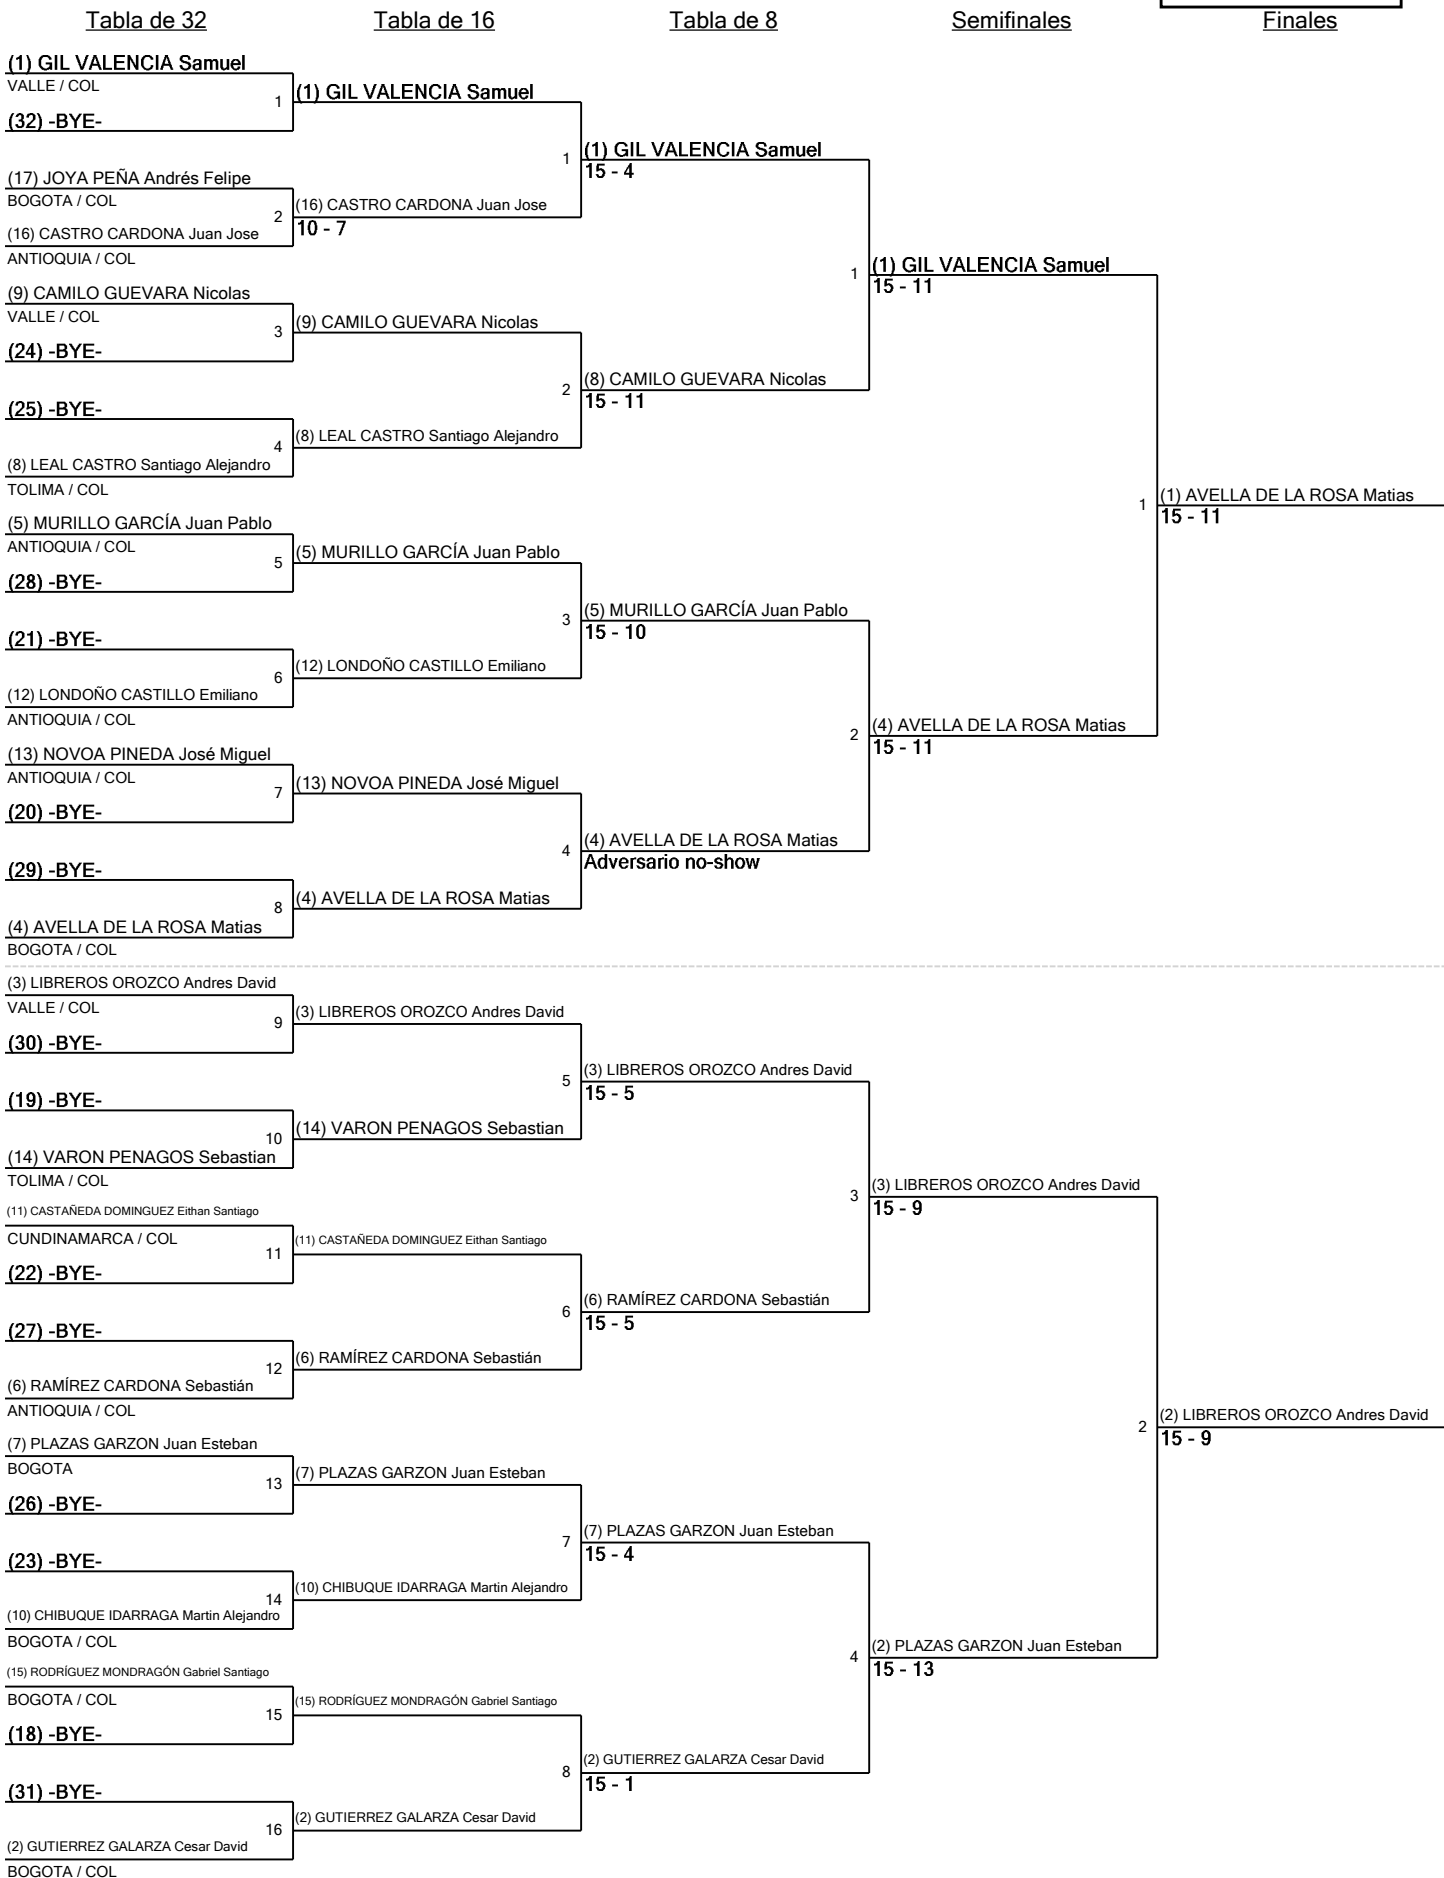 Tabla de 32
Tabla de 16
Tabla de 8
Semifinales
Finales
(1) GIL VALENCIA Samuel
VALLE / COL
1
(32) -BYE-
(17) JOYA PEÑA Andrés Felipe
BOGOTA / COL
2
(16) CASTRO CARDONA Juan Jose
ANTIOQUIA / COL
(9) CAMILO GUEVARA Nicolas
VALLE / COL
3
(24) -BYE-
(25) -BYE-
4
(8) LEAL CASTRO Santiago Alejandro
TOLIMA / COL
(5) MURILLO GARCÍA Juan Pablo
ANTIOQUIA / COL
5
(28) -BYE-
(21) -BYE-
6
(12) LONDOÑO CASTILLO Emiliano
ANTIOQUIA / COL
(13) NOVOA PINEDA José Miguel
ANTIOQUIA / COL
7
(20) -BYE-
(29) -BYE-
8
(4) AVELLA DE LA ROSA Matias
BOGOTA / COL
(3) LIBREROS OROZCO Andres David
VALLE / COL
9
(30) -BYE-
(19) -BYE-
10
(14) VARON PENAGOS Sebastian
TOLIMA / COL
(11) CASTAÑEDA DOMINGUEZ Eithan Santiago
CUNDINAMARCA / COL
11
(22) -BYE-
(27) -BYE-
12
(6) RAMÍREZ CARDONA Sebastián
ANTIOQUIA / COL
(7) PLAZAS GARZON Juan Esteban
BOGOTA
13
(26) -BYE-
(23) -BYE-
14
(10) CHIBUQUE IDARRAGA Martin Alejandro
BOGOTA / COL
(15) RODRÍGUEZ MONDRAGÓN Gabriel Santiago
BOGOTA / COL
15
(18) -BYE-
(31) -BYE-
16
(2) GUTIERREZ GALARZA Cesar David
BOGOTA / COL
(1) GIL VALENCIA Samuel
1
(16) CASTRO CARDONA Juan Jose
10 - 7
(9) CAMILO GUEVARA Nicolas
2
(8) LEAL CASTRO Santiago Alejandro
(5) MURILLO GARCÍA Juan Pablo
3
(12) LONDOÑO CASTILLO Emiliano
(13) NOVOA PINEDA José Miguel
4
(4) AVELLA DE LA ROSA Matias
(3) LIBREROS OROZCO Andres David
5
(14) VARON PENAGOS Sebastian
(11) CASTAÑEDA DOMINGUEZ Eithan Santiago
6
(6) RAMÍREZ CARDONA Sebastián
(7) PLAZAS GARZON Juan Esteban
7
(10) CHIBUQUE IDARRAGA Martin Alejandro
(15) RODRÍGUEZ MONDRAGÓN Gabriel Santiago
8
(2) GUTIERREZ GALARZA Cesar David
(1) GIL VALENCIA Samuel
15 - 4
1
(8) CAMILO GUEVARA Nicolas
15 - 11
(5) MURILLO GARCÍA Juan Pablo
15 - 10
2
(4) AVELLA DE LA ROSA Matias
Adversario no-show
(3) LIBREROS OROZCO Andres David
15 - 5
3
(6) RAMÍREZ CARDONA Sebastián
15 - 5
(7) PLAZAS GARZON Juan Esteban
15 - 4
4
(2) GUTIERREZ GALARZA Cesar David
15 - 1
(1) GIL VALENCIA Samuel
15 - 11
1
(4) AVELLA DE LA ROSA Matias
15 - 11
(3) LIBREROS OROZCO Andres David
15 - 9
2
(2) PLAZAS GARZON Juan Esteban
15 - 13
(1) AVELLA DE LA ROSA Matias
15 - 11
(2) LIBREROS OROZCO Andres David
15 - 9